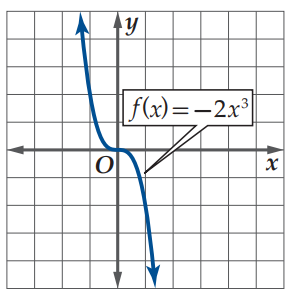 y
f(x) = −2x³
O
x